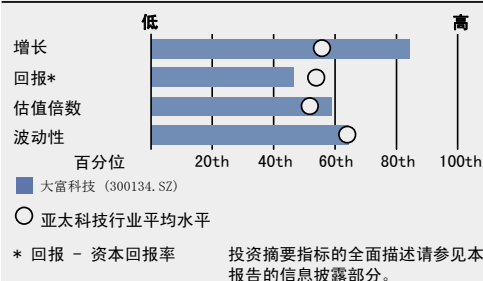 低 高
增长
回报*
估值倍数
波动性
百分位 20th 40th 60th 80th 100th
大富科技 (300134.SZ)
亚太科技行业平均水平
* 回报 - 资本回报率 投资摘要指标的全面描述请参见本
报告的信息披露部分。